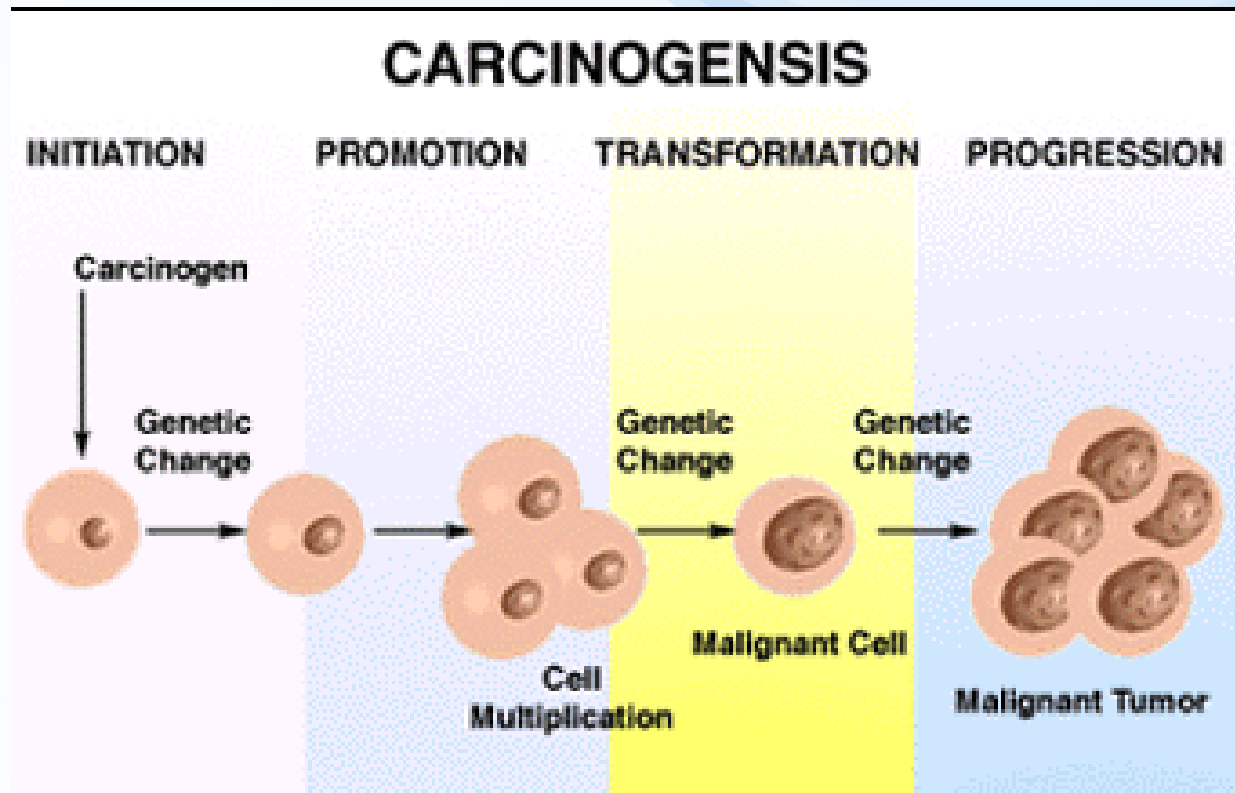 CARCINOGENSIS
INITIATION PROMOTION TRANSFORMATION PROGRESSION
Carcinogen
Genetic
Change
Genetic
Change
Genetic
Change
Cell
Multiplication
Malignant Cell
Malignant Tumor